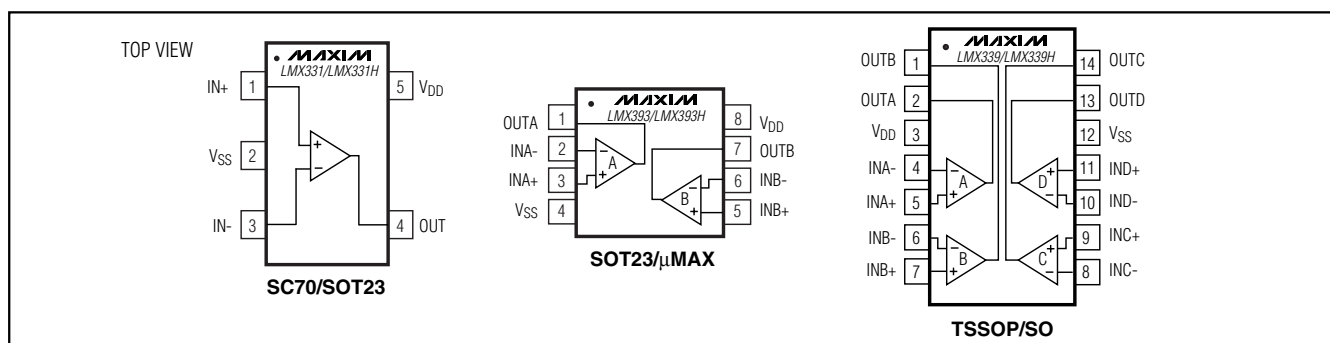 TOP VIEW
MAXIM
LMX331/LMX331H
IN+ 1
5 VDD
VSS 2
+
−
IN- 3
4 OUT
SC70/SOT23
MAXIM
LMX393/LMX393H
OUTA 1
8 VDD
INA- 2
− A
7 OUTB
INA+ 3
+
6 INB-
− B
VSS 4
+
5 INB+
SOT23/µMAX
MAXIM
LMX339/LMX339H
OUTB 1
14 OUTC
OUTA 2
13 OUTD
VDD 3
12 VSS
INA- 4
− A
+ D
11 IND+
INA+ 5
+
−
10 IND-
INB- 6
− B
+ C
9 INC+
INB+ 7
+
−
8 INC-
TSSOP/SO